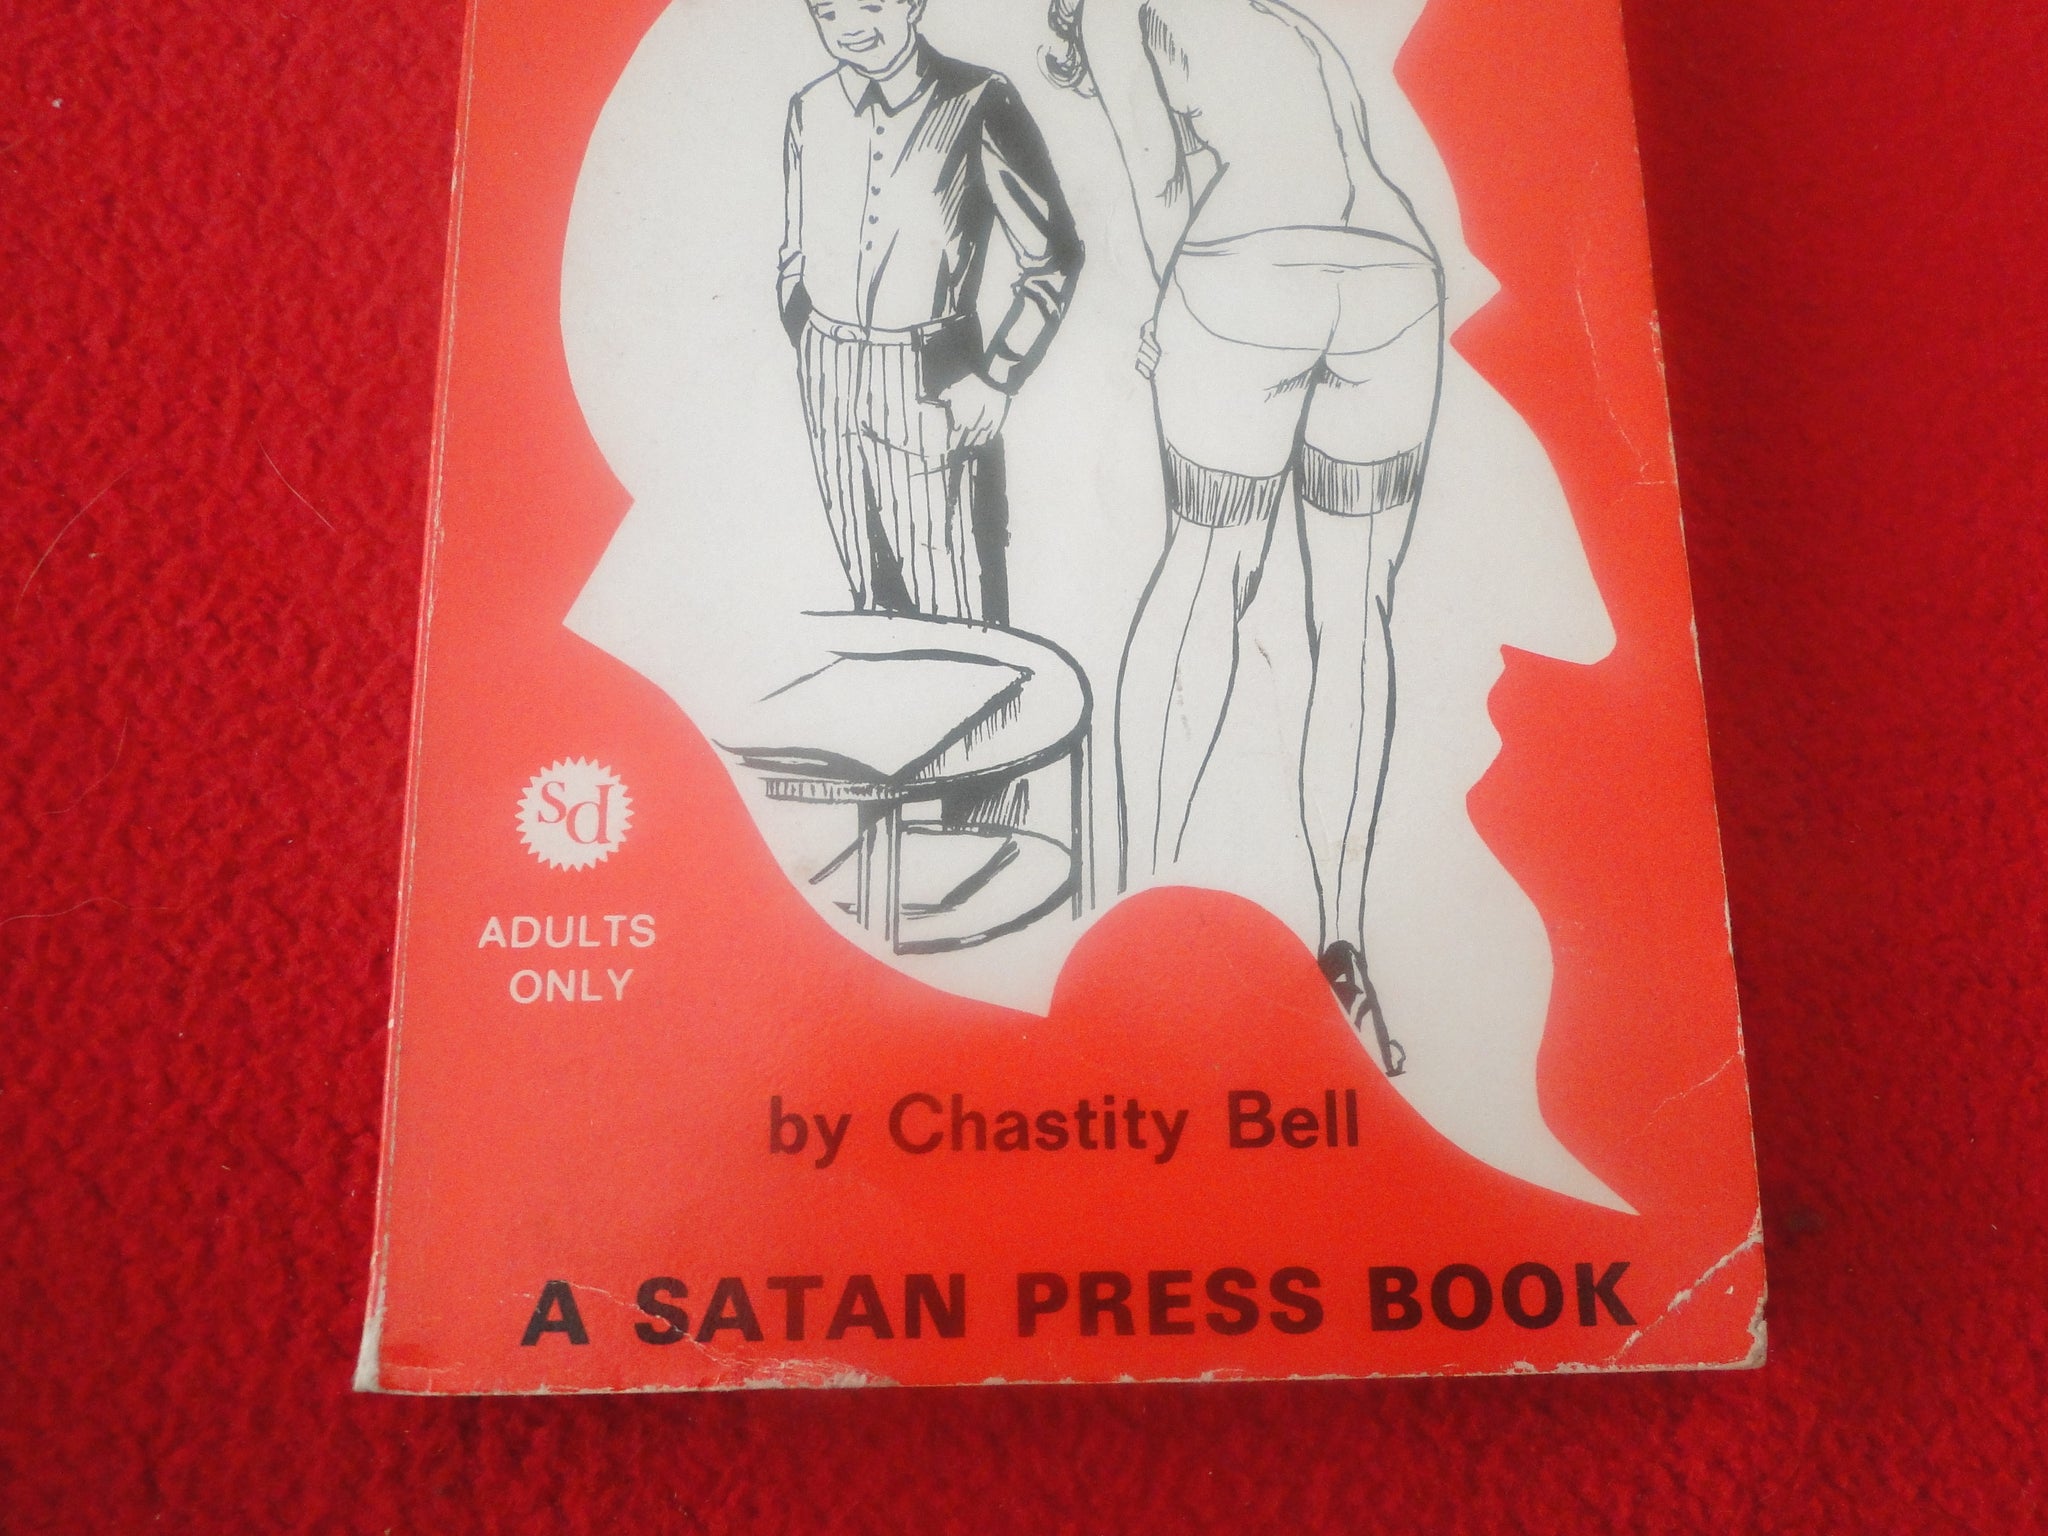 sd
ADULTS
ONLY
by Chastity Bell
A SATAN PRESS BOOK